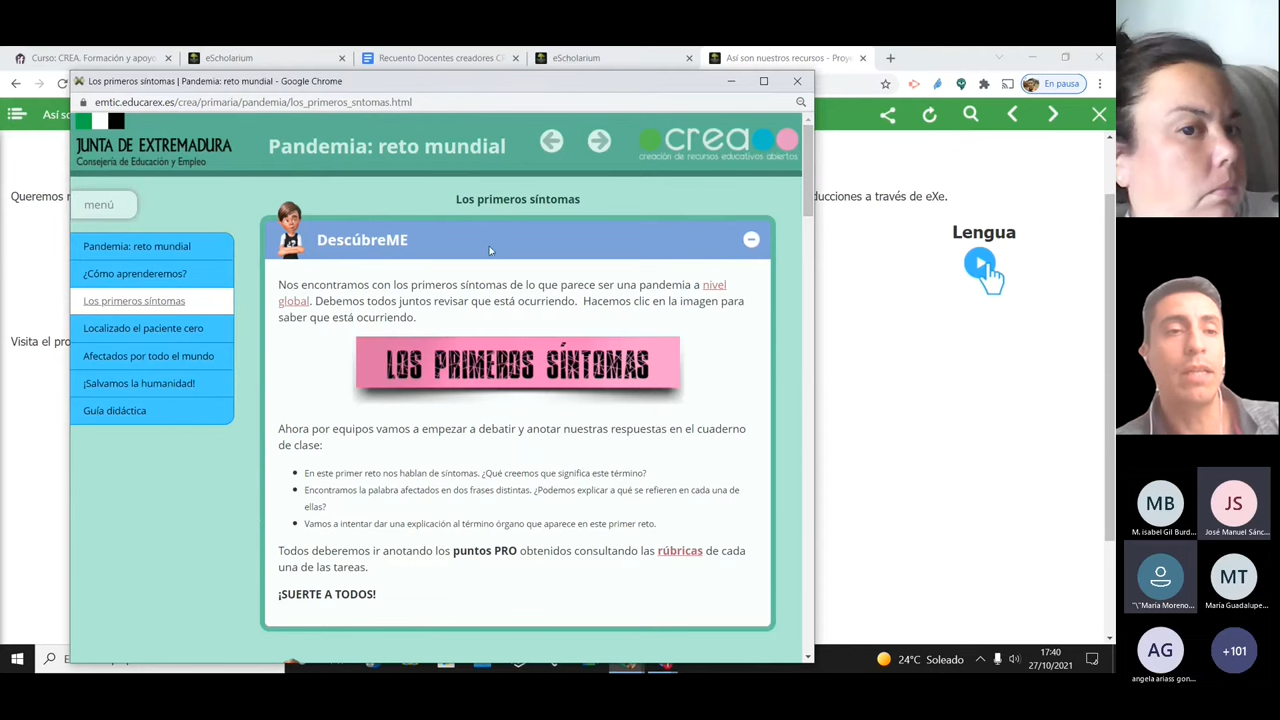 Curso: CREA. Formación y apoyo
eScholarium
Recuento Docentes creadores C
eScholarium
Así son nuestros recursos - Proye
Los primeros síntomas | Pandemia: reto mundial - Google Chrome
En pausa
emtic.educarex.es/crea/primaria/pandemia/los_primeros_sntomas.html
Así so
JUNTA DE EXTREMADURA
Consejería de Educación y Empleo
Pandemia: reto mundial
crea
creación de recursos educativos abiertos
menú
Pandemia: reto mundial
¿Cómo aprenderemos?
Los primeros síntomas
Localizado el paciente cero
Afectados por todo el mundo
¡Salvamos la humanidad!
Guía didáctica
Los primeros síntomas
DescúbreME
Nos encontramos con los primeros síntomas de lo que parece ser una pandemia a nivel
global. Debemos todos juntos revisar que está ocurriendo. Hacemos clic en la imagen para
saber que está ocurriendo.
LOS PRIMEROS SÍNTOMAS
Ahora por equipos vamos a empezar a debatir y anotar nuestras respuestas en el cuaderno
de clase:
En este primer reto nos hablan de síntomas. ¿Qué creemos que significa este término?
Encontramos la palabra afectados en dos frases distintas. ¿Podemos explicar a qué se refieren en cada una de
ellas?
Vamos a intentar dar una explicación al término órgano que aparece en este primer reto.
Todos deberemos ir anotando los puntos PRO obtenidos consultando las rúbricas de cada
una de las tareas.
¡SUERTE A TODOS!
Queremos
ducciones a través de eXe.
Lengua
Visita el pro
24°C Soleado
17:40
27/10/2021
MB
M. isabel Gil Burd...
JS
José Manuel Sánc...
"\"María Moreno...
MT
María Guadalupe...
AG
angela ariass gon...
+101